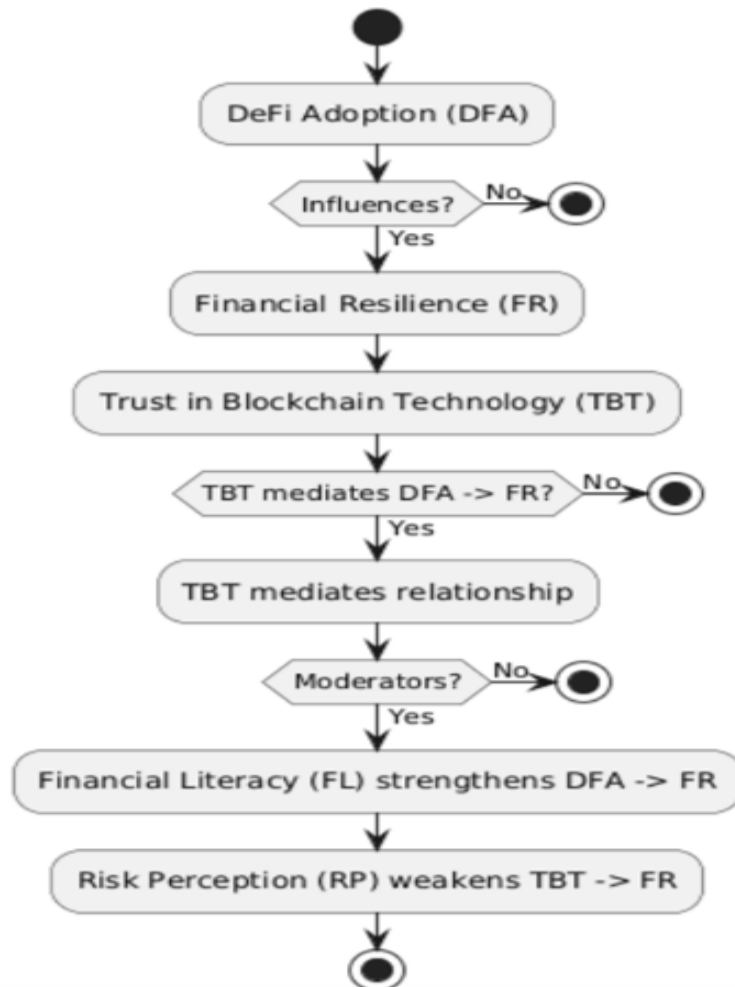 DeFi Adoption (DFA)
Influences?
No
Yes
Financial Resilience (FR)
Trust in Blockchain Technology (TBT)
TBT mediates DFA -> FR?
No
Yes
TBT mediates relationship
Moderators?
No
Yes
Financial Literacy (FL) strengthens DFA -> FR
Risk Perception (RP) weakens TBT -> FR